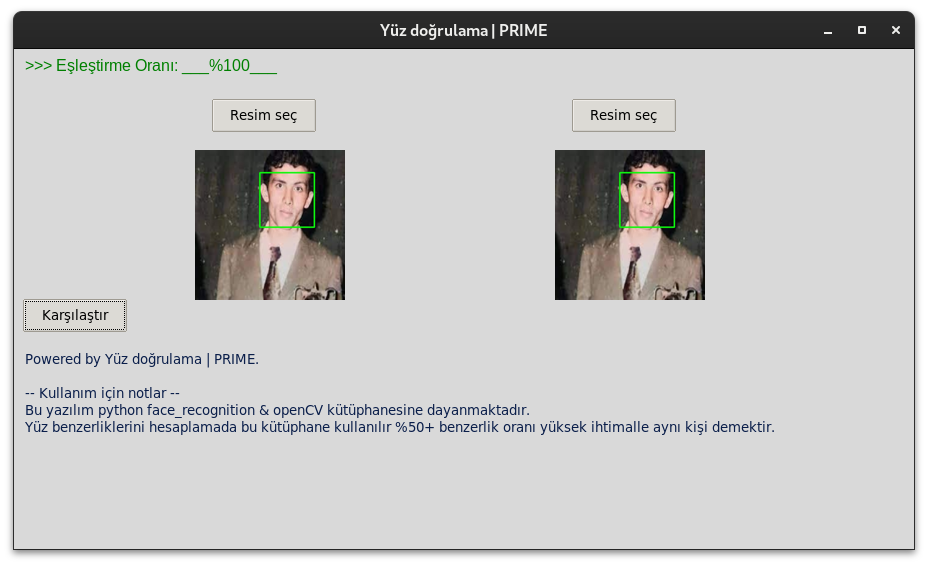 Yüz doğrulama | PRIME
>>> Eşleştirme Oranı: ___%100___
Resim seç
Resim seç
Karşılaştır
Powered by Yüz doğrulama | PRIME.
-- Kullanım için notlar --
Bu yazılım python face_recognition & openCV kütüphanesine dayanmaktadır.
Yüz benzerliklerini hesaplamada bu kütüphane kullanılır %50+ benzerlik oranı yüksek ihtimalle aynı kişi demektir.